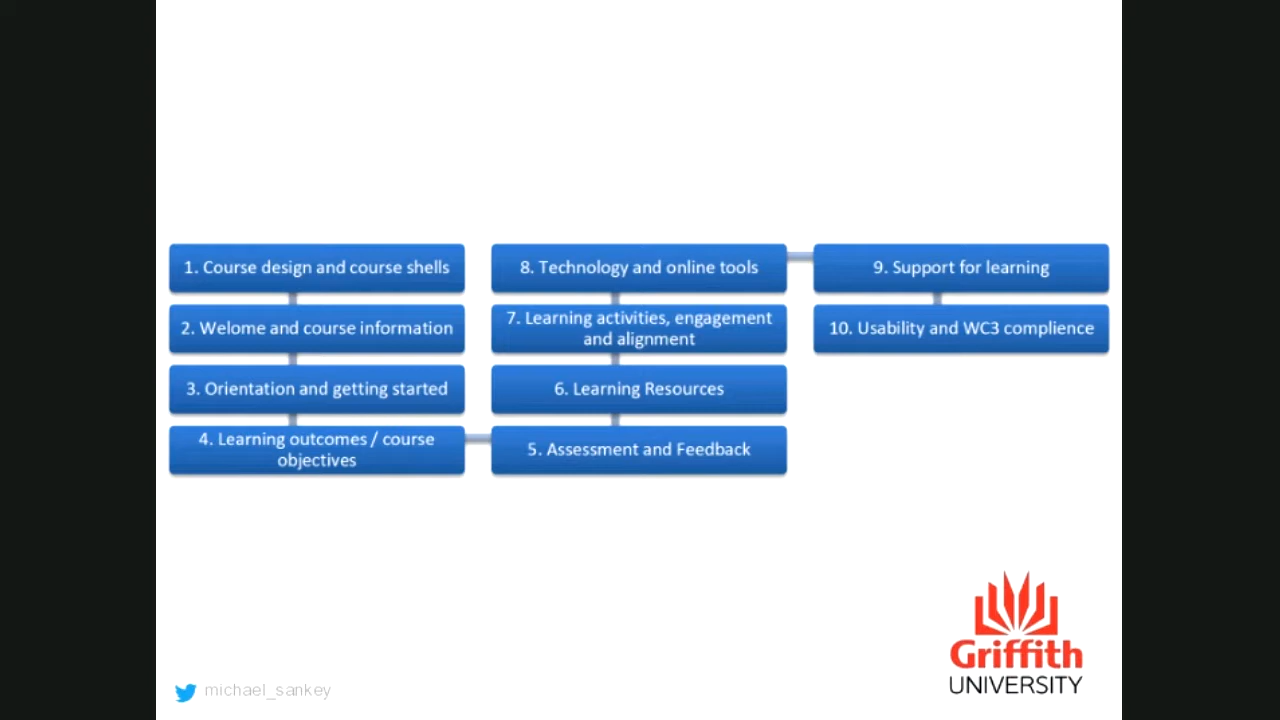 1. Course design and course shells
2. Welome and course information
3. Orientation and getting started
4. Learning outcomes / course
objectives
5. Assessment and Feedback
6. Learning Resources
7. Learning activities, engagement
and alignment
8. Technology and online tools
9. Support for learning
10. Usability and WC3 complience
Griffith
UNIVERSITY
michael_sankey